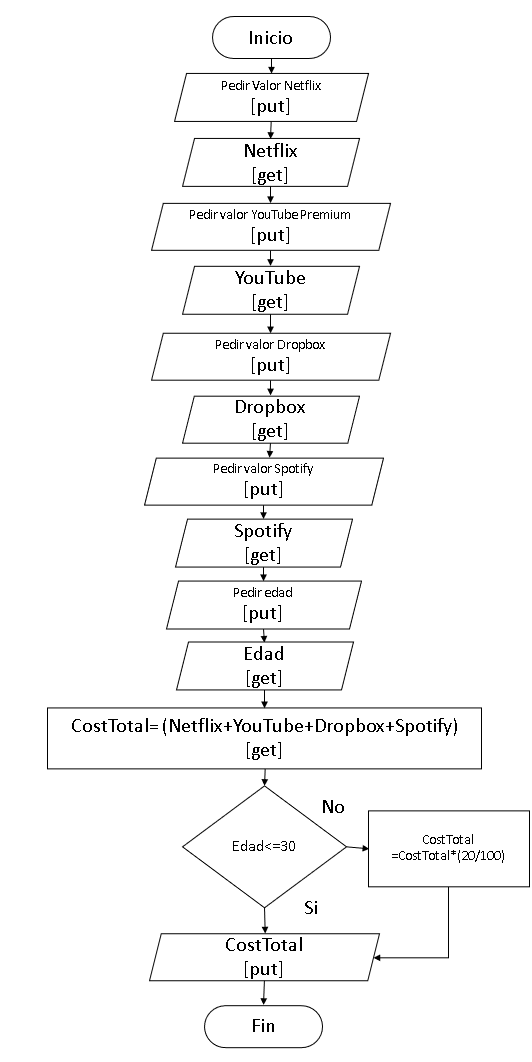 Inicio
Pedir Valor Netflix
[put]
Netflix
[get]
Pedir valor YouTube Premium
[put]
YouTube
[get]
Pedir valor Dropbox
[put]
Dropbox
[get]
Pedir valor Spotify
[put]
Spotify
[get]
Pedir edad
[put]
Edad
[get]
CostTotal= (Netflix+YouTube+Dropbox+Spotify)
[get]
No
Edad<=30
CostTotal
=CostTotal*(20/100)
Si
CostTotal
[put]
Fin